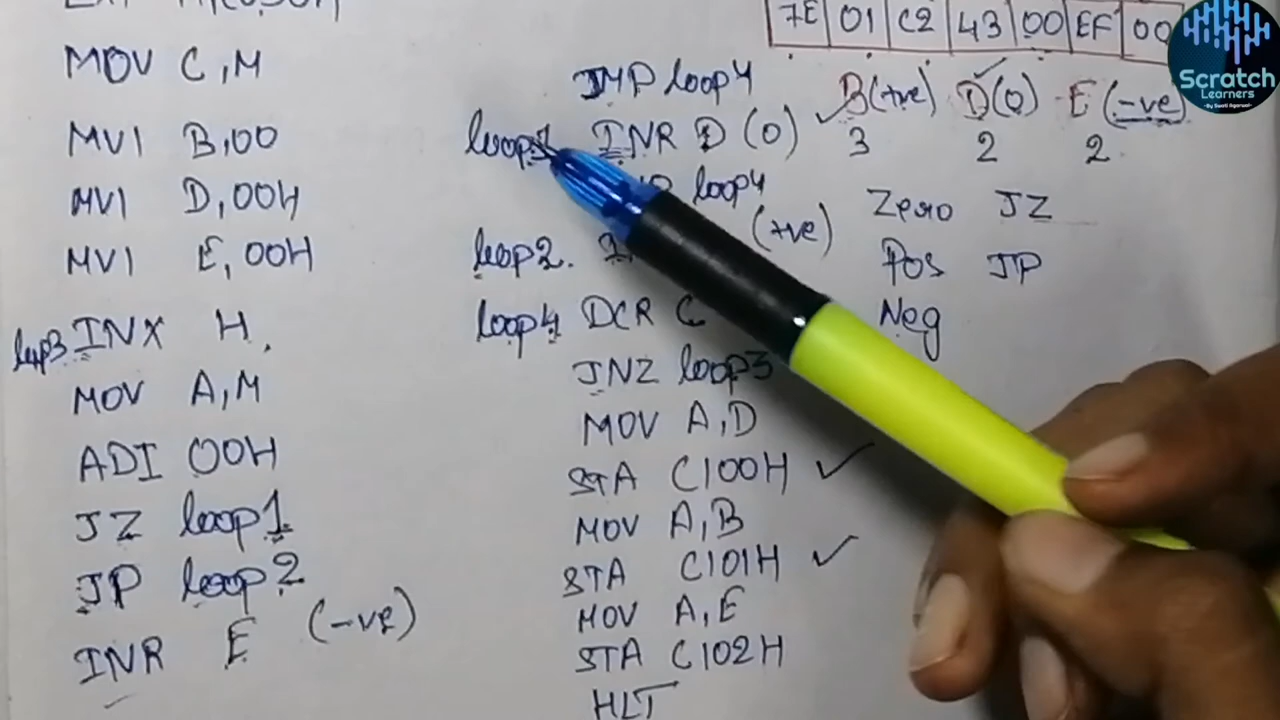 MOV C,M
MVI B,00
MVI D,00H
MVI E,00H
loop3 INX H.
MOV A,M
ADI 00H
JZ loop1
JP loop2
INR E (-ve)
JMP loop4
INR D (0)
loop4
loop2. (+ve)
loop4 DCR C
JNZ loop3
MOV A,D
STA C100H ✓
MOV A,B
STA C101H ✓
MOV A,E
STA C102H
HLT
7E 01 C2 43 00 EF 00
B(+ve) D(0) E(-ve)
3 2 2
Zero JZ
Pos JP
Neg
Scratch
Learners